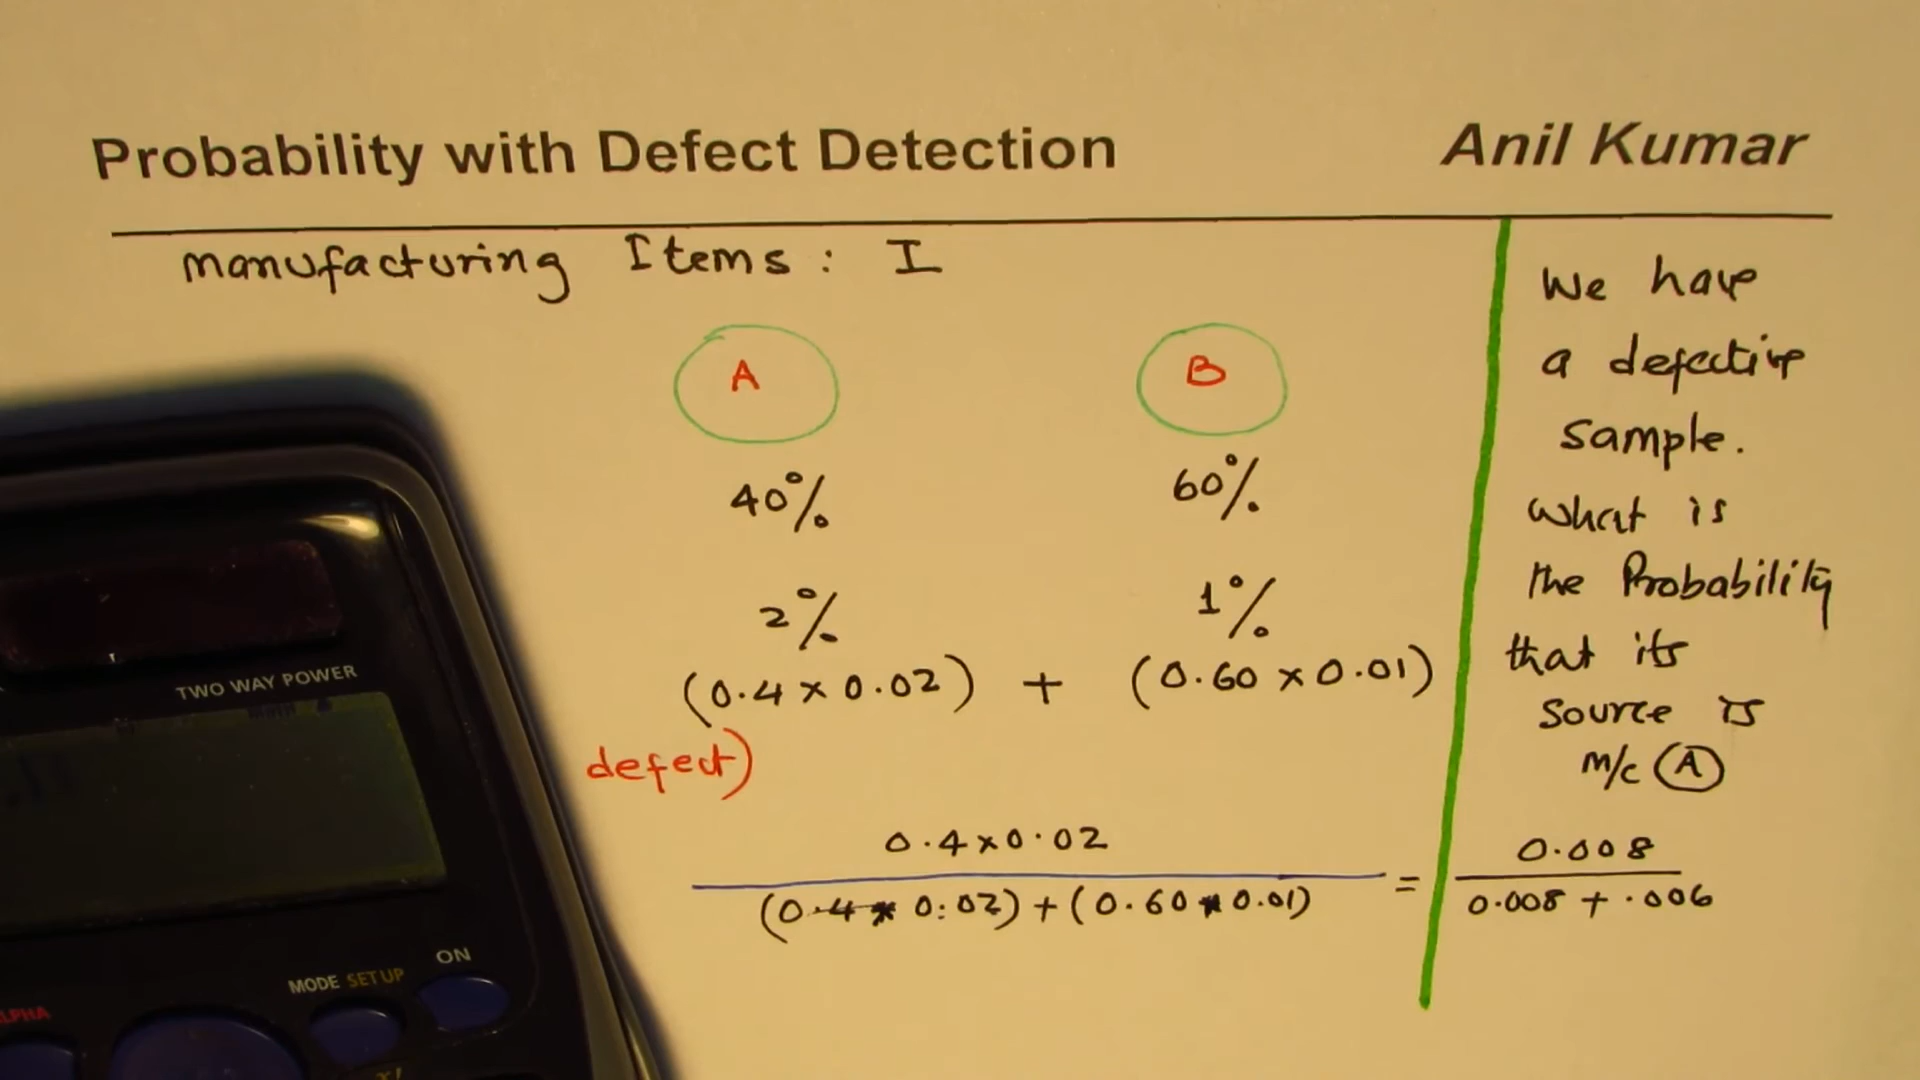 Probability with Defect Detection
Anil Kumar
manufacturing Items : I
A
B
40%
60%
2%
1%
(0.4 x 0.02) + (0.60 x 0.01)
defect)
0.4 x 0.02
(0.4 x 0.02) + (0.60 x 0.01)
=
0.008
0.008 + .006
We have
a defective
sample.
what is
the Probability
that its
source is
m/c A
TWO WAY POWER
ON
MODE SETUP
ALPHA
x!